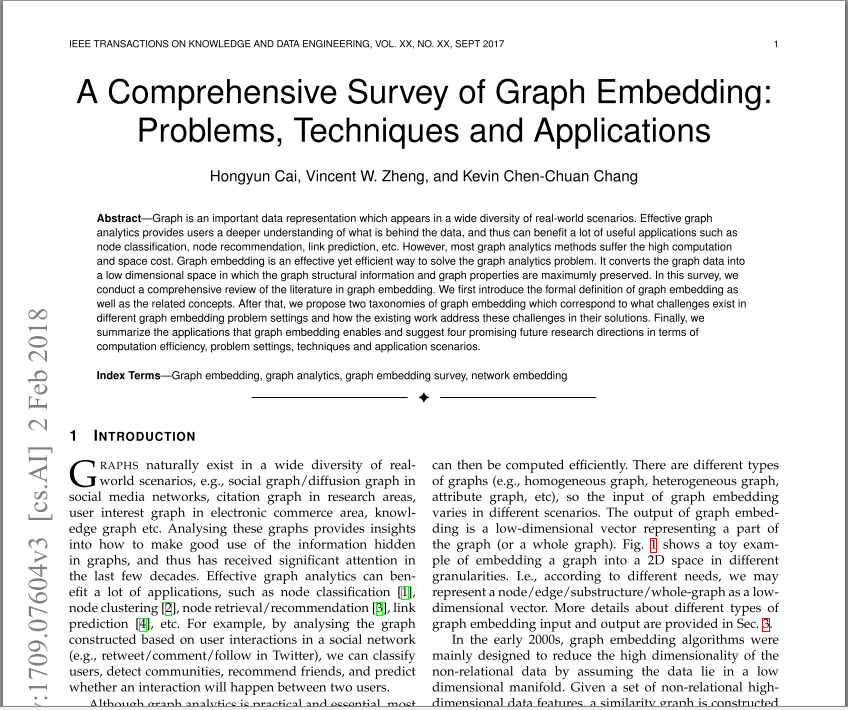 IEEE TRANSACTIONS ON KNOWLEDGE AND DATA ENGINEERING, VOL. XX, NO. XX, SEPT 2017 1
A Comprehensive Survey of Graph Embedding:
Problems, Techniques and Applications
Hongyun Cai, Vincent W. Zheng, and Kevin Chen-Chuan Chang
Abstract—Graph is an important data representation which appears in a wide diversity of real-world scenarios. Effective graph
analytics provides users a deeper understanding of what is behind the data, and thus can benefit a lot of useful applications such as
node classification, node recommendation, link prediction, etc. However, most graph analytics methods suffer the high computation
and space cost. Graph embedding is an effective yet efficient way to solve the graph analytics problem. It converts the graph data into
a low dimensional space in which the graph structural information and graph properties are maximumly preserved. In this survey, we
conduct a comprehensive review of the literature in graph embedding. We first introduce the formal definition of graph embedding as
well as the related concepts. After that, we propose two taxonomies of graph embedding which correspond to what challenges exist in
different graph embedding problem settings and how the existing work address these challenges in their solutions. Finally, we
summarize the applications that graph embedding enables and suggest four promising future research directions in terms of
computation efficiency, problem settings, techniques and application scenarios.
Index Terms—Graph embedding, graph analytics, graph embedding survey, network embedding
1 INTRODUCTION
GRAPHS naturally exist in a wide diversity of real-
world scenarios, e.g., social graph/diffusion graph in
social media networks, citation graph in research areas,
user interest graph in electronic commerce area, knowl-
edge graph etc. Analysing these graphs provides insights
into how to make good use of the information hidden
in graphs, and thus has received significant attention in
the last few decades. Effective graph analytics can ben-
efit a lot of applications, such as node classification [1],
node clustering [2], node retrieval/recommendation [3], link
prediction [4], etc. For example, by analysing the graph
constructed based on user interactions in a social network
(e.g., retweet/comment/follow in Twitter), we can classify
users, detect communities, recommend friends, and predict
whether an interaction will happen between two users.
Although graph analytics is practical and essential, most
can then be computed efficiently. There are different types
of graphs (e.g., homogeneous graph, heterogeneous graph,
attribute graph, etc), so the input of graph embedding
varies in different scenarios. The output of graph embed-
ding is a low-dimensional vector representing a part of
the graph (or a whole graph). Fig. 1 shows a toy exam-
ple of embedding a graph into a 2D space in different
granularities. I.e., according to different needs, we may
represent a node/edge/substructure/whole-graph as a low-
dimensional vector. More details about different types of
graph embedding input and output are provided in Sec. 3.
In the early 2000s, graph embedding algorithms were
mainly designed to reduce the high dimensionality of the
non-relational data by assuming the data lie in a low
dimensional manifold. Given a set of non-relational high-
dimensional data features, a similarity graph is constructed
v:1709.07604v3 [cs.AI] 2 Feb 2018